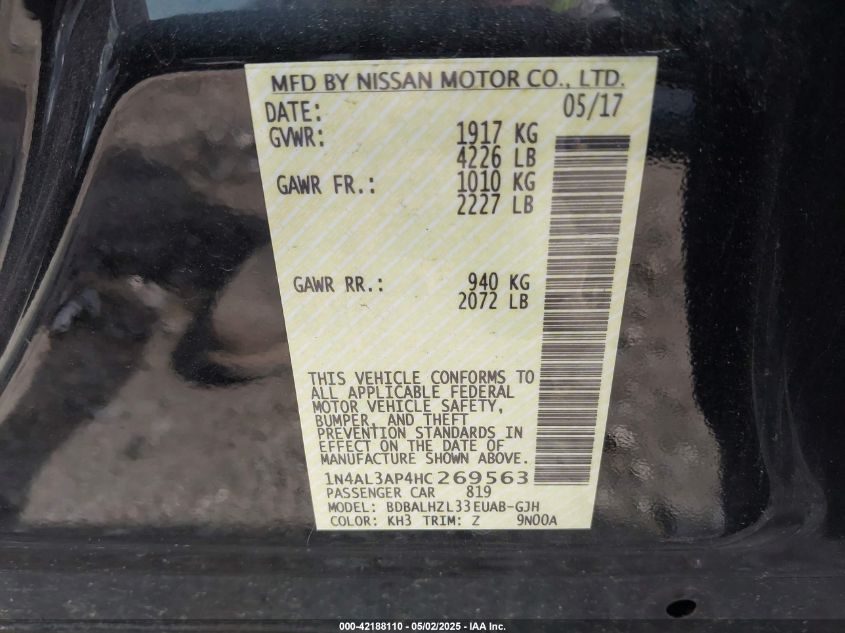 MFD BY NISSAN MOTOR CO., LTD.
DATE: 05/17
GVWR: 1917 KG
4226 LB
GAWR FR.: 1010 KG
2227 LB
GAWR RR.: 940 KG
2072 LB
THIS VEHICLE CONFORMS TO
ALL APPLICABLE FEDERAL
MOTOR VEHICLE SAFETY,
BUMPER, AND THEFT
PREVENTION STANDARDS IN
EFFECT ON THE DATE OF
MANUFACTURE SHOWN ABOVE.
1N4AL3AP4HC269563
PASSENGER CAR 819
MODEL: BDBALHZL33EUAB-GJH
COLOR: KH3 TRIM: Z 9N00A
000-42188110 - 05/02/2025 - IAA Inc.